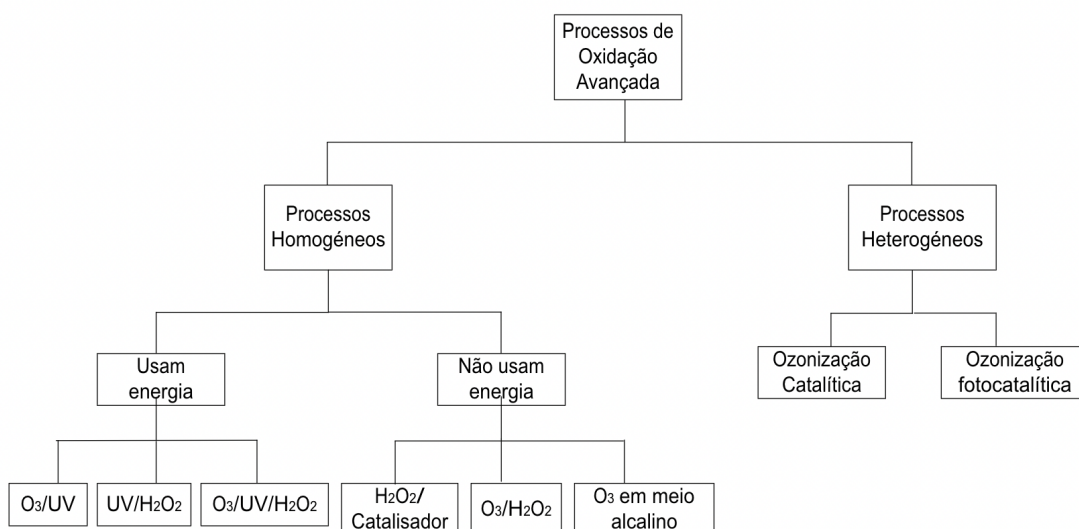 Processos de
Oxidação
Avançada
Processos
Homogéneos
Processos
Heterogéneos
Usam
energia
Não usam
energia
Ozonização
Catalítica
Ozonização
fotocatalítica
O3/UV
UV/H2O2
O3/UV/H2O2
H2O2/
Catalisador
O3/H2O2
O3 em meio
alcalino